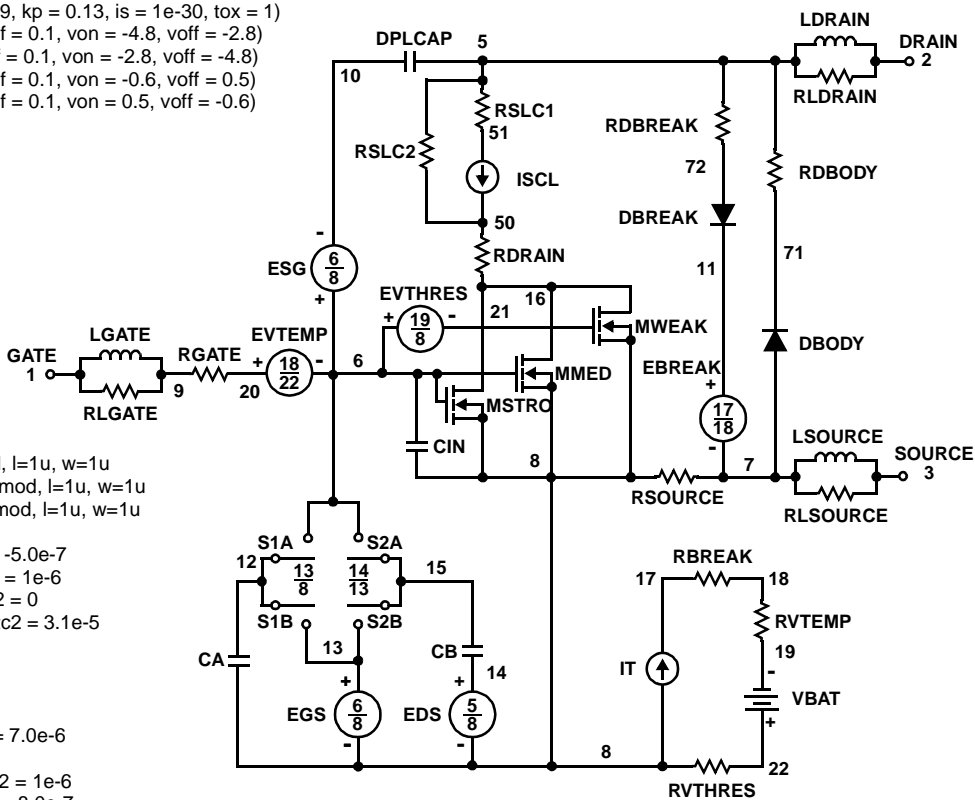 9, kp = 0.13, is = 1e-30, tox = 1)
f = 0.1, von = -4.8, voff = -2.8)
= 0.1, von = -2.8, voff = -4.8)
f = 0.1, von = -0.6, voff = 0.5)
f = 0.1, von = 0.5, voff = -0.6)
LDRAIN
DPLCAP 5
DRAIN
2
10
RLDRAIN
RSLC1
51
RDBREAK
RSLC2
72
RDBODY
ISCL
50
DBREAK
RDRAIN
71
-
ESG 6/8
+
11
EVTHRES
16
21
+ 19/8 -
MWEAK
LGATE
EVTEMP
GATE
1
RGATE
+ 18/22 -
6
MMED
EBREAK
+
DBODY
9
20
RLGATE
MSTRO
17/18
-
CIN
LSOURCE
SOURCE
3
8
7
RSOURCE
RLSOURCE
l, l=1u, w=1u
mod, l=1u, w=1u
mod, l=1u, w=1u
-5.0e-7
= 1e-6
2 = 0
c2 = 3.1e-5
= 7.0e-6
2 = 1e-6
S1A
S2A
12
13/8
14/13
15
S1B
S2B
13
CA
CB
14
+
EGS 6/8
-
+
EDS 5/8
-
RBREAK
17
18
RVTEMP
19
-
IT
VBAT
+
8
22
RVTHRES